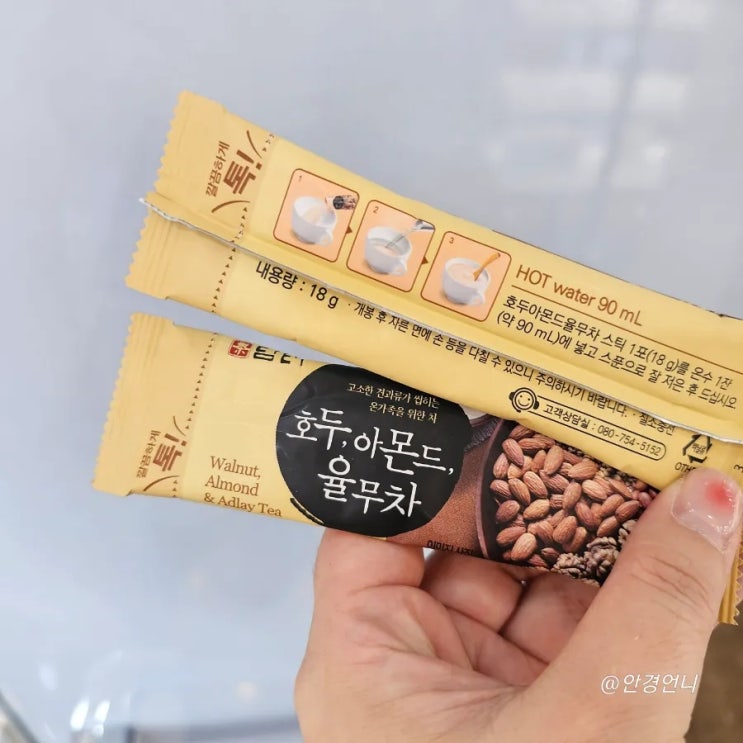 깔끔하게
톡!
1
2
3
HOT water 90 mL
호두아몬드율무차 스틱 1포(18 g)를 온수 1잔
(약 90 mL)에 넣고 스푼으로 잘 저은 후 드십시오
내용량 : 18 g · 개봉 후 자른 면에 손 등을 다칠 수 있으니 주의하시기 바랍니다. · 질소충전
고객상담실 : 080-754-5152
깔끔하게
톡!
고소한 견과류가 씹히는
온가족을 위한 차
호두, 아몬드,
율무차
Walnut,
Almond
& Adlay Tea
@안경언니